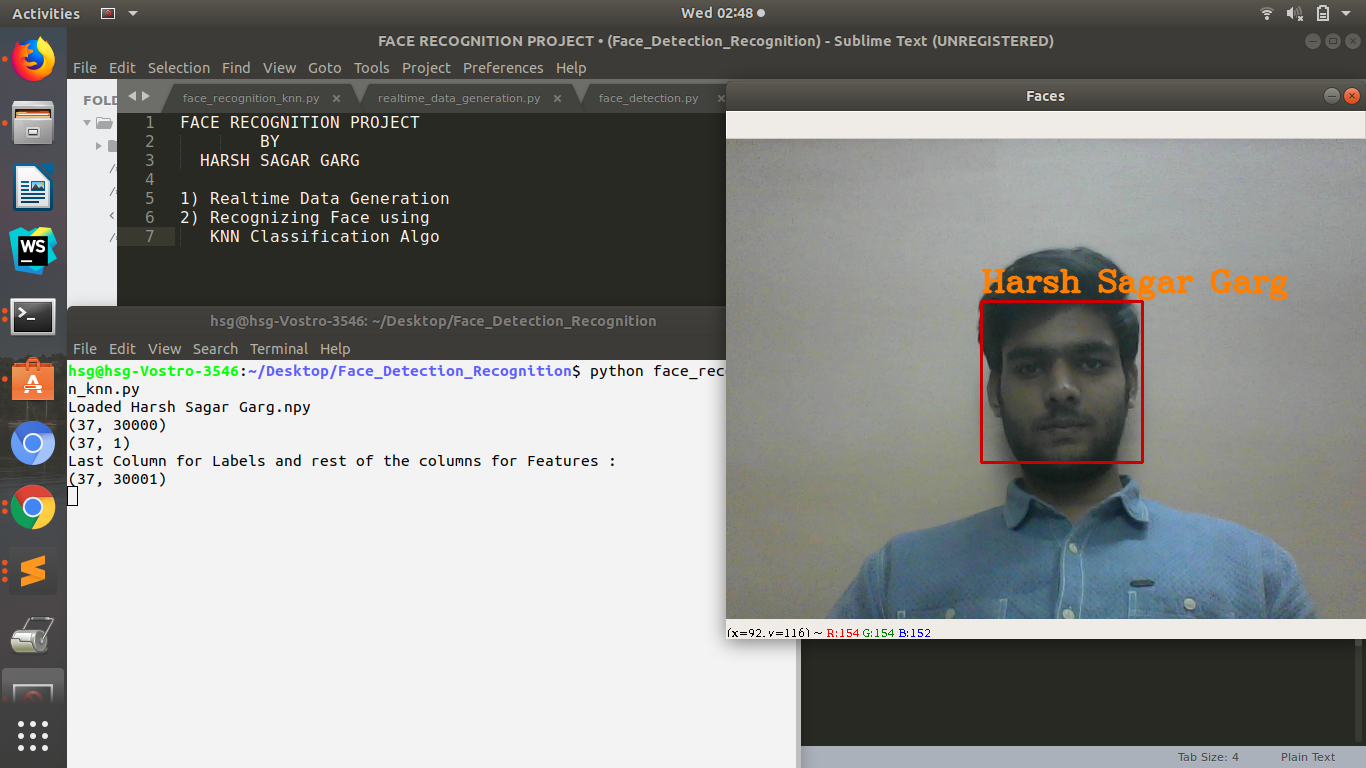 Activities
Wed 02:48
FACE RECOGNITION PROJECT • (Face_Detection_Recognition) - Sublime Text (UNREGISTERED)
File Edit Selection Find View Goto Tools Project Preferences Help
FOLD
face_recognition_knn.py × realtime_data_generation.py × face_detection.py ×
1 FACE RECOGNITION PROJECT
2 BY
3 HARSH SAGAR GARG
4
5 1) Realtime Data Generation
6 2) Recognizing Face using
7 KNN Classification Algo
hsg@hsg-Vostro-3546: ~/Desktop/Face_Detection_Recognition
File Edit View Search Terminal Help
hsg@hsg-Vostro-3546:~/Desktop/Face_Detection_Recognition$ python face_rec
n_knn.py
Loaded Harsh Sagar Garg.npy
(37, 30000)
(37, 1)
Last Column for Labels and rest of the columns for Features :
(37, 30001)
Faces
Harsh Sagar Garg
(x=92, y=116) ~ R:154 G:154 B:152
WS
Tab Size: 4 Plain Text